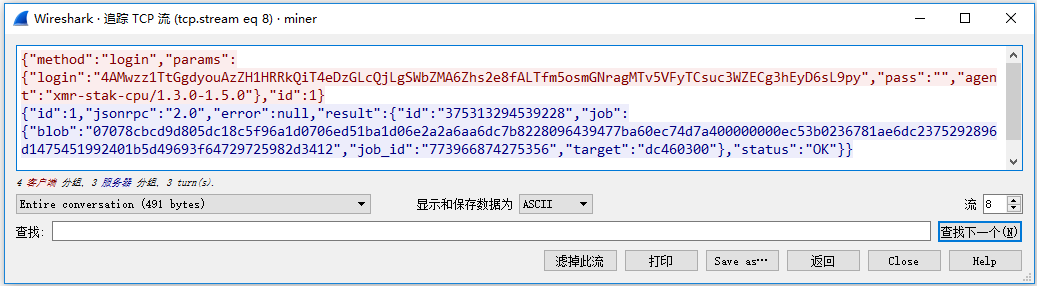 Wireshark · 追踪 TCP 流 (tcp.stream eq 8) · miner
{"method":"login","params":
{"login":"4AMwzz1TtGgdyouAzZH1HRRkQiT4eDzGLcQjLgSWbZMA6Zhs2e8fALTfm5osmGNragMTv5VFyTCsuc3WZECg3hEyD6sL9py","pass":"","agen
t":"xmr-stak-cpu/1.3.0-1.5.0"},"id":1}
{"id":1,"jsonrpc":"2.0","error":null,"result":{"id":"375313294539228","job":
{"blob":"07078cbcd9d805dc18c5f96a1d0706ed51ba1d06e2a2a6aa6dc7b8228096439477ba60ec74d7a400000000ec53b0236781ae6dc2375292896
d1475451992401b5d49693f64729725982d3412","job_id":"773966874275356","target":"dc460300"},"status":"OK"}}
4 客户端 分组, 3 服务器 分组, 3 turn(s).
Entire conversation (491 bytes) 显示和保存数据为 ASCII 流 8
查找: 查找下一个(N)
滤掉此流 打印 Save as… 返回 Close Help